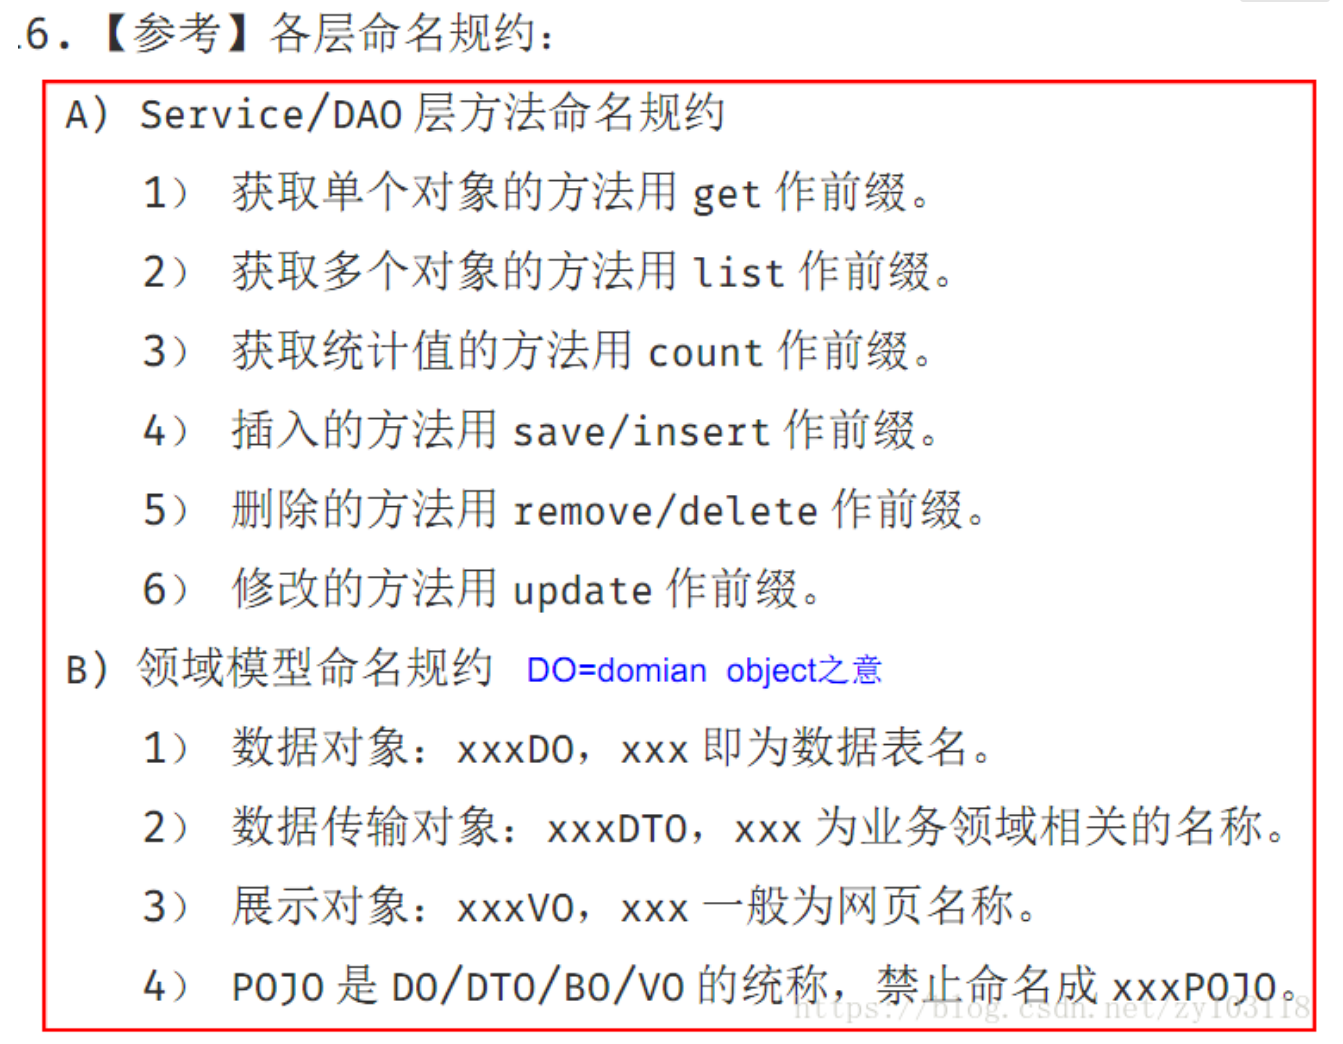 .6.【参考】各层命名规约：
A) Service/DAO 层方法命名规约
1） 获取单个对象的方法用 get 作前缀。
2） 获取多个对象的方法用 list 作前缀。
3） 获取统计值的方法用 count 作前缀。
4） 插入的方法用 save/insert 作前缀。
5） 删除的方法用 remove/delete 作前缀。
6） 修改的方法用 update 作前缀。
B) 领域模型命名规约 DO=domian object之意
1） 数据对象：xxxDO，xxx 即为数据表名。
2） 数据传输对象：xxxDTO，xxx 为业务领域相关的名称。
3） 展示对象：xxxVO，xxx 一般为网页名称。
4） POJO 是 DO/DTO/BO/VO 的统称，禁止命名成 xxxPOJO。